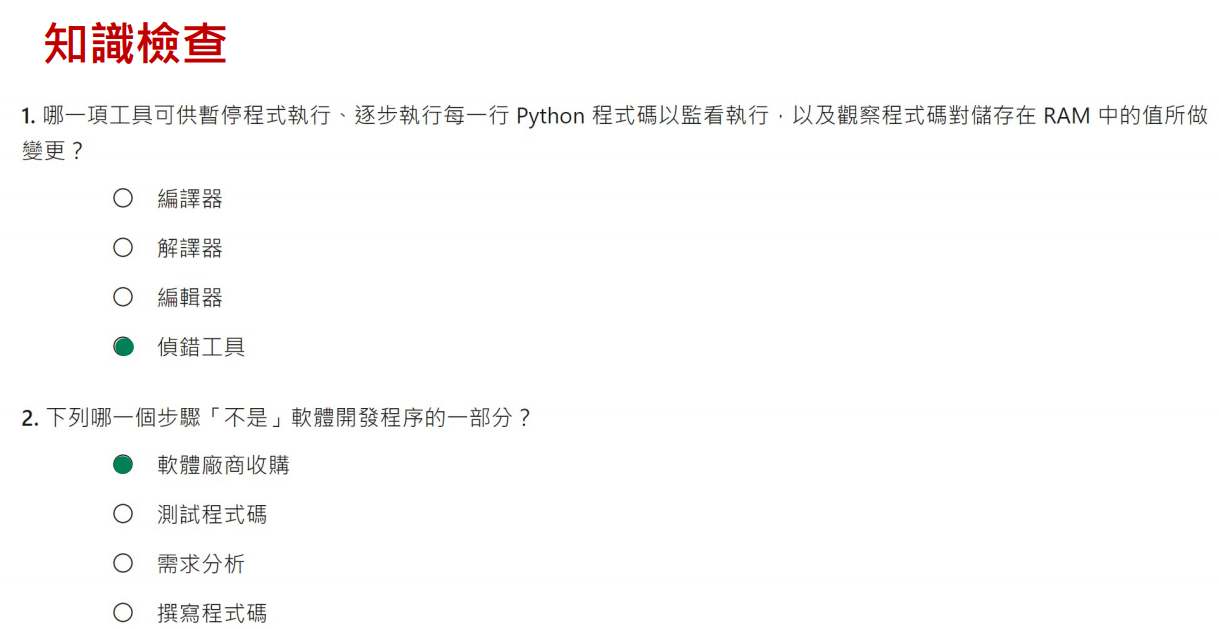 知識檢查
1. 哪一項工具可供暫停程式執行、逐步執行每一行 Python 程式碼以監看執行，以及觀察程式碼對儲存在 RAM 中的值所做
變更？
編譯器
解譯器
編輯器
偵錯工具
2. 下列哪一個步驟「不是」軟體開發程序的一部分？
軟體廠商收購
測試程式碼
需求分析
撰寫程式碼